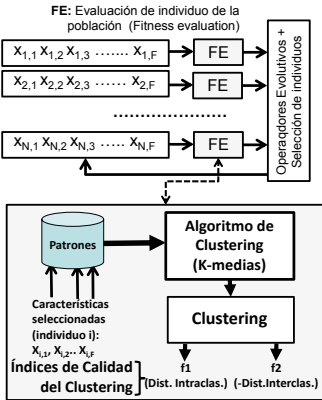 FE: Evaluación de individuo de la
población (Fitness evaluation)
X1,1 X1,2 X1,3 ....... X1,F
FE
X2,1 X2,2 X2,3 ..... X2,F
FE
..............................
XN,1 XN,2 XN,3 ..... XN,F
FE
Operaqdores Evolutivos +
Selección de individuos
Patrones
Algoritmo de
Clustering
(K-medias)
Características
seleccionadas
(individuo i):
Xi,1, Xi,2.. Xi,F
Clustering
Índices de Calidad
del Clustering
f1
(Dist. Intraclas.)
f2
(-Dist.Interclas.)